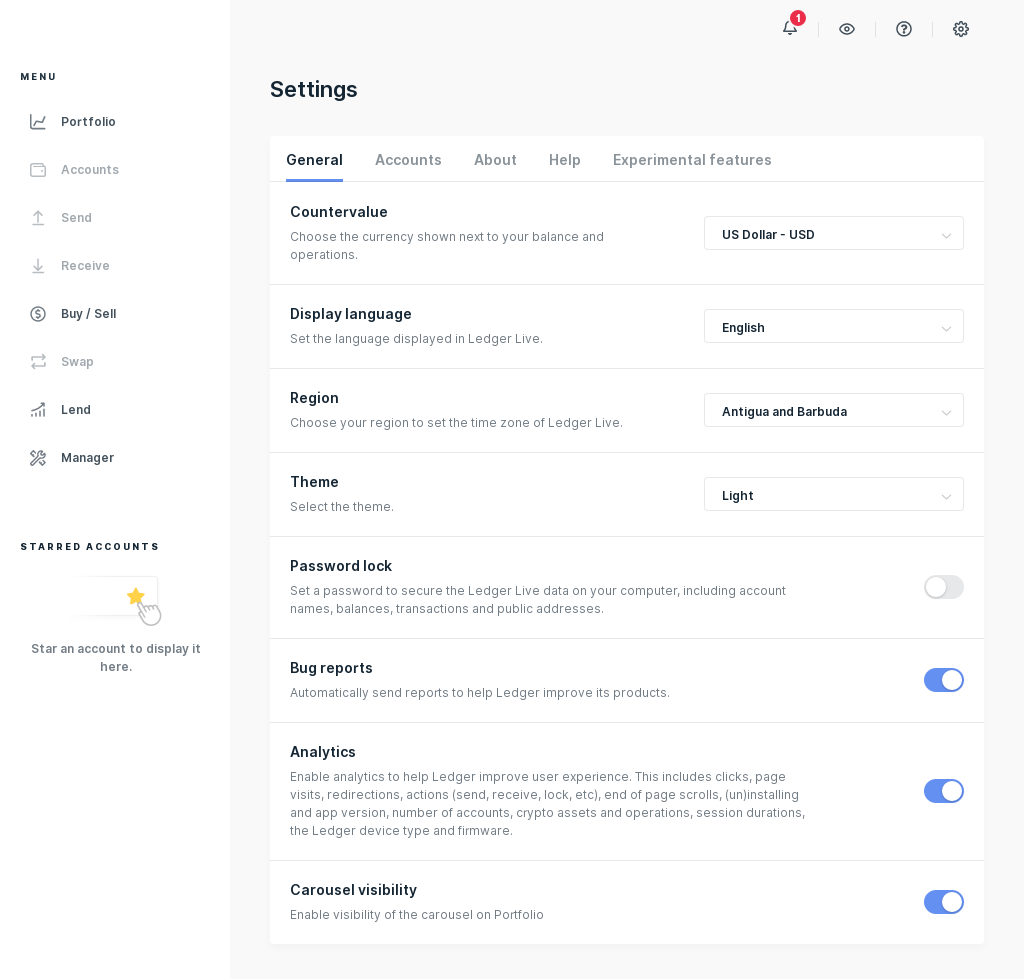 1
MENU
Portfolio
Accounts
Send
Receive
Buy / Sell
Swap
Lend
Manager
STARRED ACCOUNTS
Star an account to display it
here.
Settings
General
Accounts
About
Help
Experimental features
Countervalue
Choose the currency shown next to your balance and
operations.
US Dollar - USD
Display language
Set the language displayed in Ledger Live.
English
Region
Choose your region to set the time zone of Ledger Live.
Antigua and Barbuda
Theme
Select the theme.
Light
Password lock
Set a password to secure the Ledger Live data on your computer, including account
names, balances, transactions and public addresses.
Bug reports
Automatically send reports to help Ledger improve its products.
Analytics
Enable analytics to help Ledger improve user experience. This includes clicks, page
visits, redirections, actions (send, receive, lock, etc), end of page scrolls, (un)installing
and app version, number of accounts, crypto assets and operations, session durations,
the Ledger device type and firmware.
Carousel visibility
Enable visibility of the carousel on Portfolio